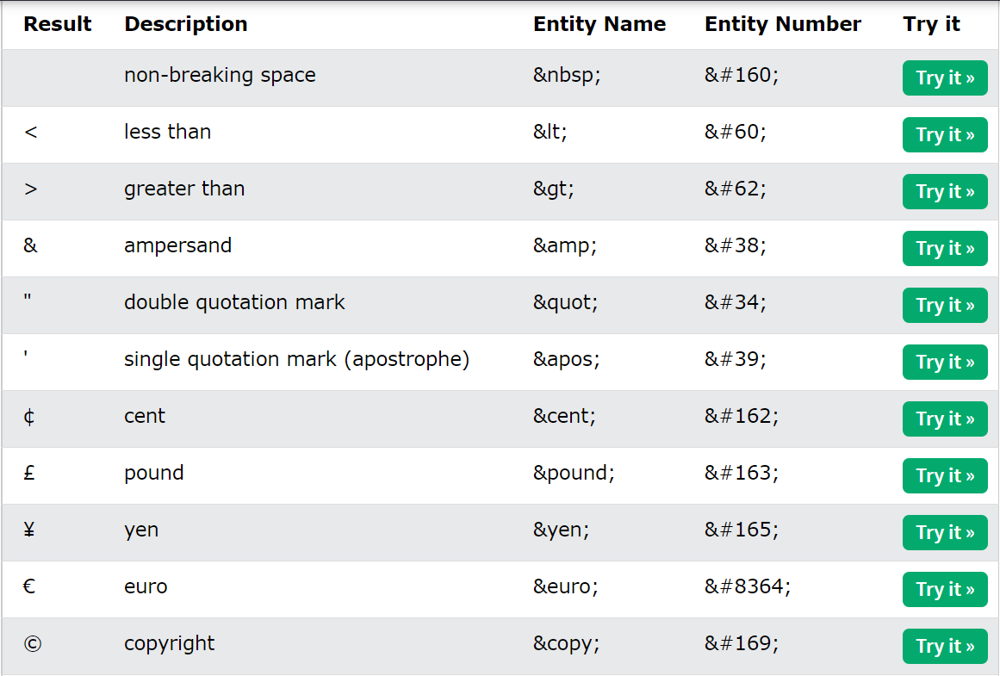 Result Description Entity Name Entity Number Try it
non-breaking space &nbsp; &#160; Try it »
< less than &lt; &#60; Try it »
> greater than &gt; &#62; Try it »
& ampersand &amp; &#38; Try it »
" double quotation mark &quot; &#34; Try it »
' single quotation mark (apostrophe) &apos; &#39; Try it »
¢ cent &cent; &#162; Try it »
£ pound &pound; &#163; Try it »
¥ yen &yen; &#165; Try it »
€ euro &euro; &#8364; Try it »
© copyright &copy; &#169; Try it »